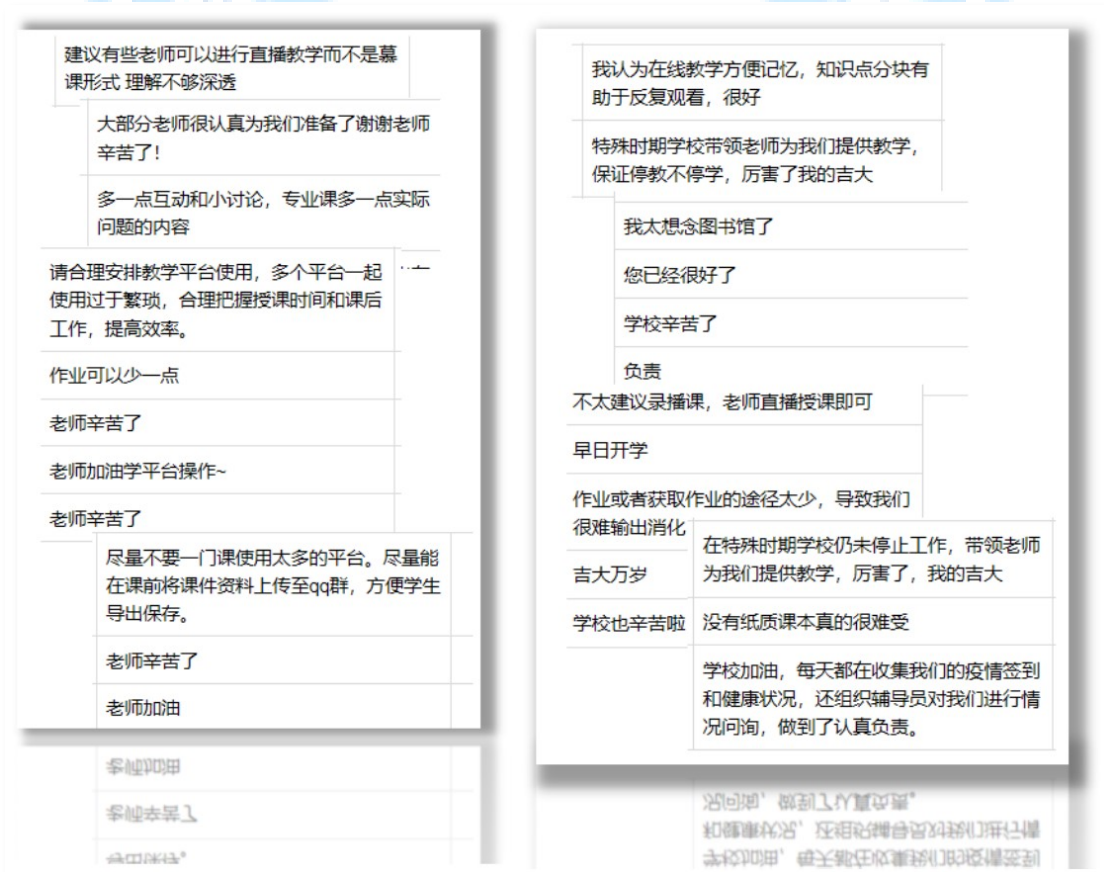 建议有些老师可以进行直播教学而不是慕
课形式 理解不够深透
大部分老师很认真为我们准备了谢谢老师
辛苦了！
多一点互动和小讨论，专业课多一点实际
问题的内容
请合理安排教学平台使用，多个平台一起
使用过于繁琐，合理把握授课时间和课后
工作，提高效率。
作业可以少一点
老师辛苦了
老师加油学平台操作~
老师辛苦了
尽量不要一门课使用太多的平台。尽量能
在课前将课件资料上传至qq群，方便学生
导出保存。
老师辛苦了
老师加油
我认为在线教学方便记忆，知识点分块有
助于反复观看，很好
特殊时期学校带领老师为我们提供教学，
保证停教不停学，厉害了我的吉大
我太想念图书馆了
您已经很好了
学校辛苦了
负责
不太建议录播课，老师直播授课即可
早日开学
作业或者获取作业的途径太少，导致我们
很难输出消化
吉大万岁
学校也辛苦啦
在特殊时期学校仍未停止工作，带领老师
为我们提供教学，厉害了，我的吉大
没有纸质课本真的很难受
学校加油，每天都在收集我们的疫情签到
和健康状况，还组织辅导员对我们进行情
况问询，做到了认真负责。